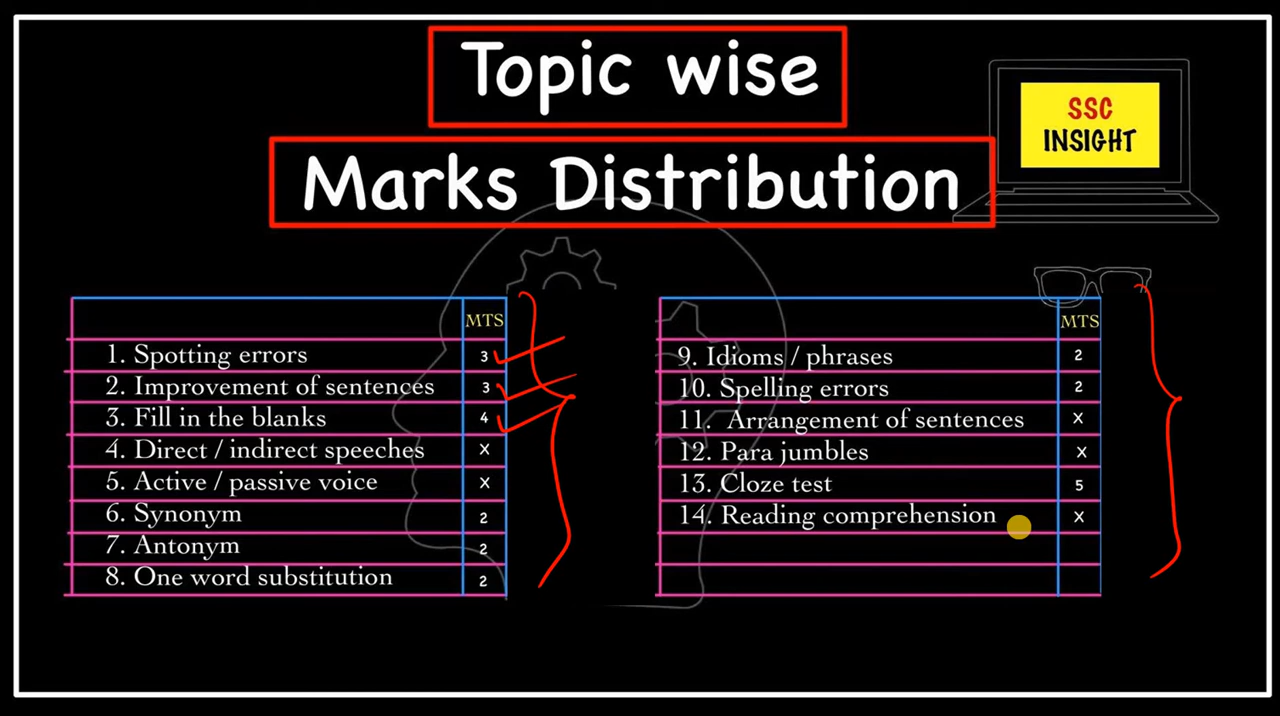 Topic wise
Marks Distribution
SSC
INSIGHT
MTS
1. Spotting errors 3
2. Improvement of sentences 3
3. Fill in the blanks 4
4. Direct / indirect speeches X
5. Active / passive voice X
6. Synonym 2
7. Antonym 2
8. One word substitution 2
MTS
9. Idioms / phrases 2
10. Spelling errors 2
11. Arrangement of sentences X
12. Para jumbles X
13. Cloze test 5
14. Reading comprehension X